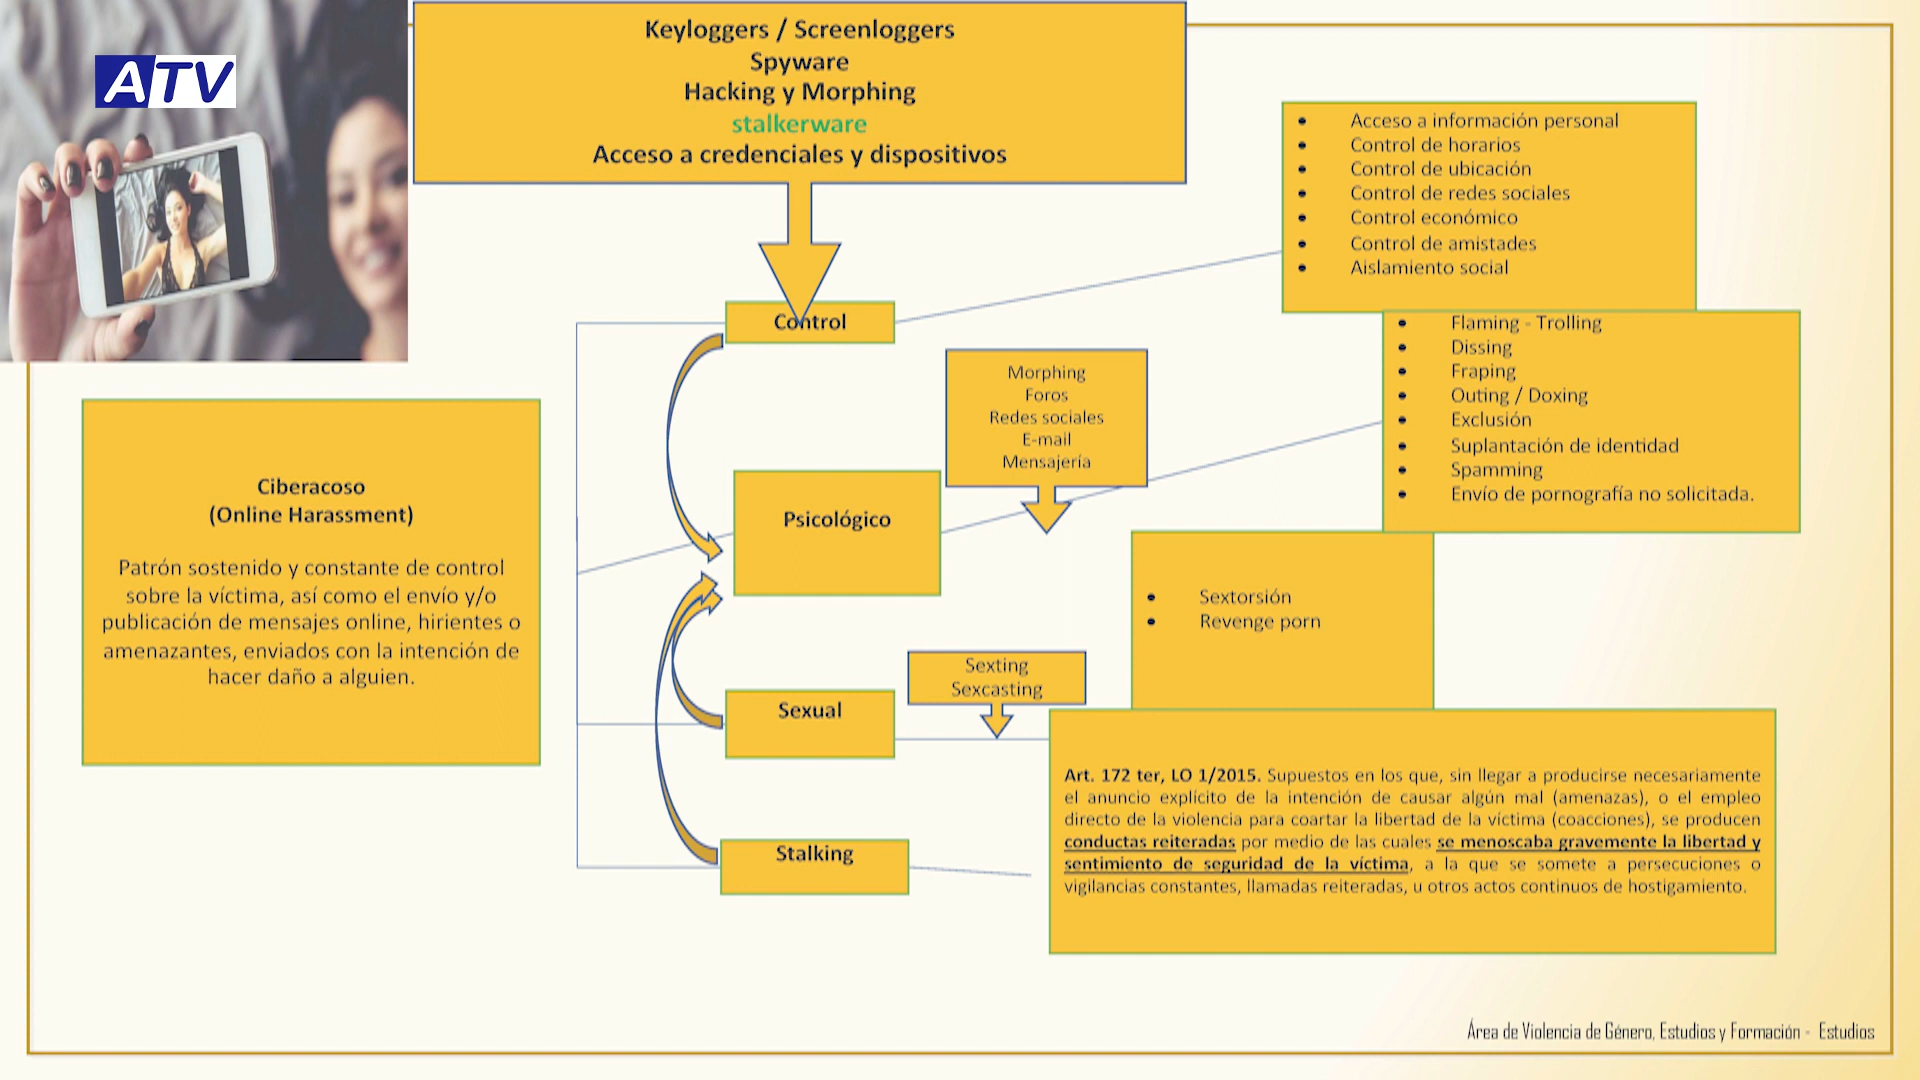 ATV
Keyloggers / Screenloggers
Spyware
Hacking y Morphing
stalkerware
Acceso a credenciales y dispositivos
• Acceso a información personal
• Control de horarios
• Control de ubicación
• Control de redes sociales
• Control económico
• Control de amistades
• Aislamiento social
Control
• Flaming - Trolling
• Dissing
• Fraping
• Outing / Doxing
• Exclusión
• Suplantación de identidad
• Spamming
• Envío de pornografía no solicitada.
Morphing
Foros
Redes sociales
E-mail
Mensajería
Ciberacoso
(Online Harassment)
Patrón sostenido y constante de control
sobre la víctima, así como el envío y/o
publicación de mensajes online, hirientes o
amenazantes, enviados con la intención de
hacer daño a alguien.
Psicológico
• Sextorsión
• Revenge porn
Sexting
Sexcasting
Sexual
Art. 172 ter, LO 1/2015. Supuestos en los que, sin llegar a producirse necesariamente
el anuncio explícito de la intención de causar algún mal (amenazas), o el empleo
directo de la violencia para coartar la libertad de la víctima (coacciones), se producen
conductas reiteradas por medio de las cuales se menoscaba gravemente la libertad y
sentimiento de seguridad de la víctima, a la que se somete a persecuciones o
vigilancias constantes, llamadas reiteradas, u otros actos continuos de hostigamiento.
Stalking
Área de Violencia de Género, Estudios y Formación - Estudios